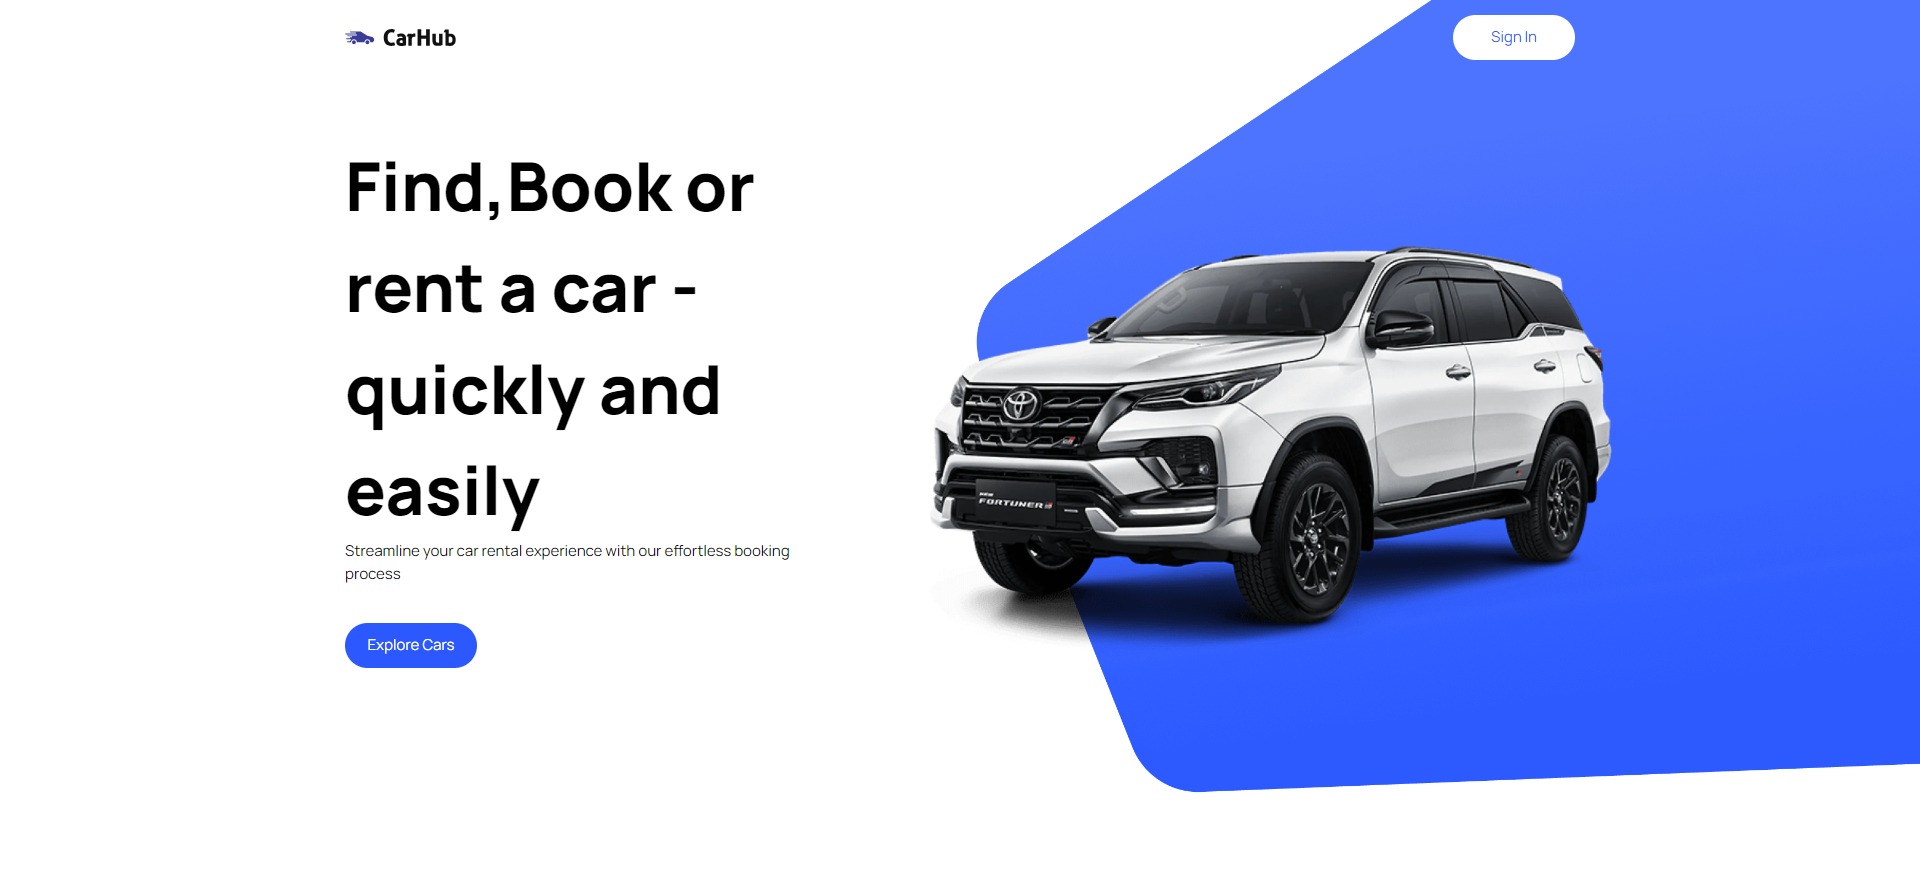 CarHub
Sign In
Find,Book or
rent a car -
quickly and
easily
Streamline your car rental experience with our effortless booking
process
Explore Cars
NEW
FORTUNER